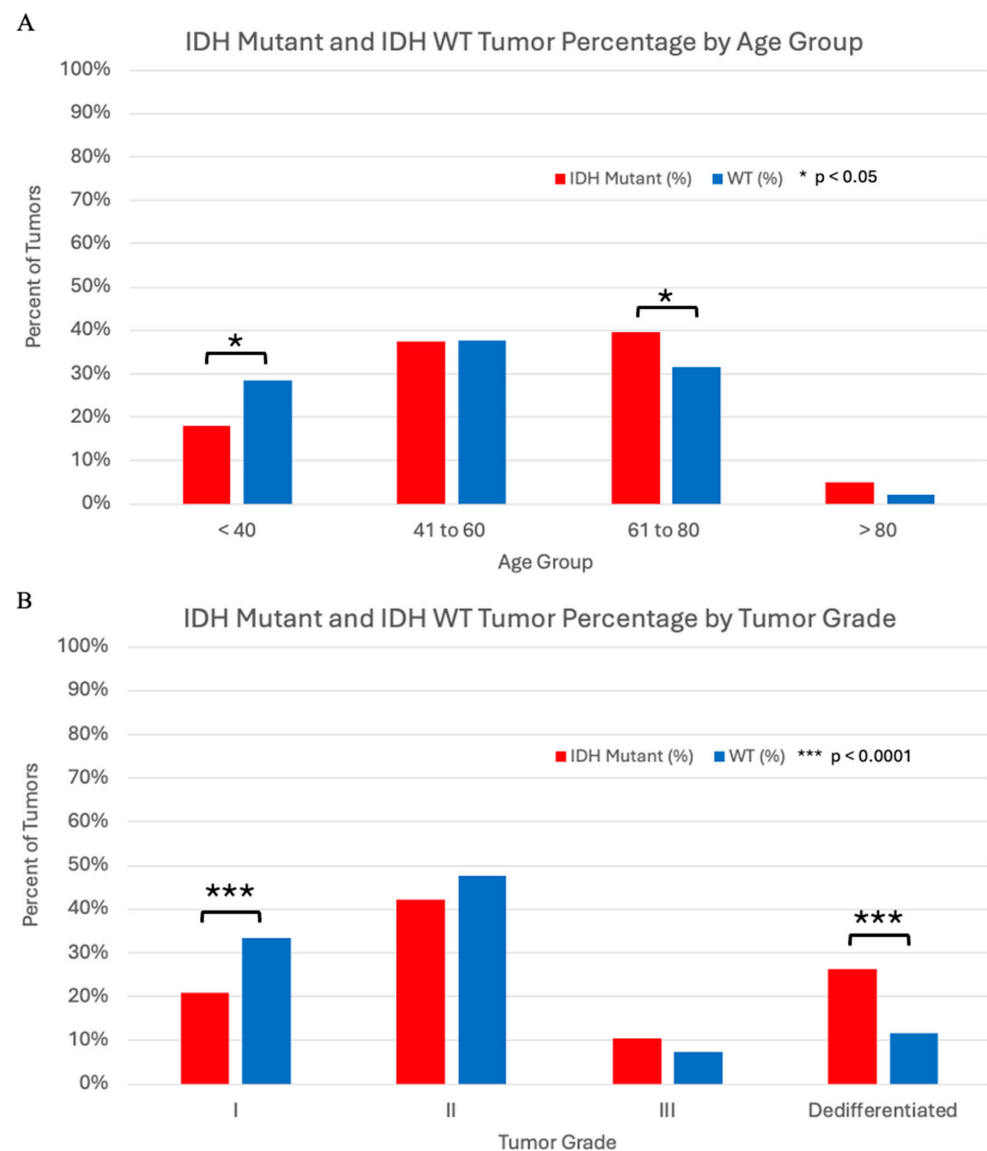 A
IDH Mutant and IDH WT Tumor Percentage by Age Group
100%
90%
80%
70%
60%
50%
40%
30%
20%
10%
0%
Percent of Tumors
IDH Mutant (%) WT (%) * p < 0.05
*
*
< 40 41 to 60 61 to 80 > 80
Age Group
B
IDH Mutant and IDH WT Tumor Percentage by Tumor Grade
100%
90%
80%
70%
60%
50%
40%
30%
20%
10%
0%
Percent of Tumors
IDH Mutant (%) WT (%) *** p < 0.0001
***
***
I II III Dedifferentiated
Tumor Grade